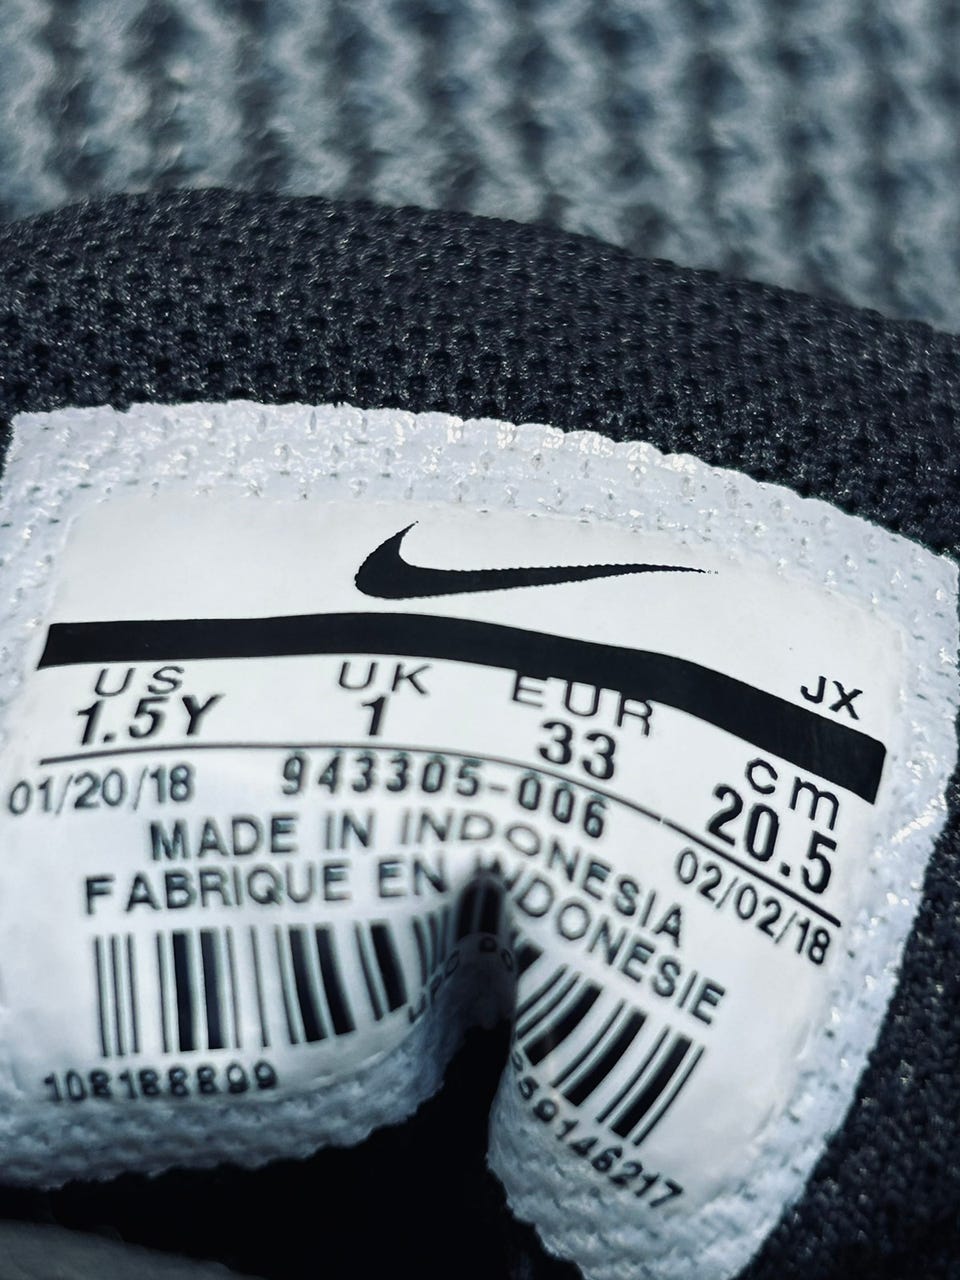 JX
US UK EUR cm
1.5Y 1 33 20.5
01/20/18 943305-006 02/02/18
MADE IN INDONESIA
FABRIQUE EN INDONESIE